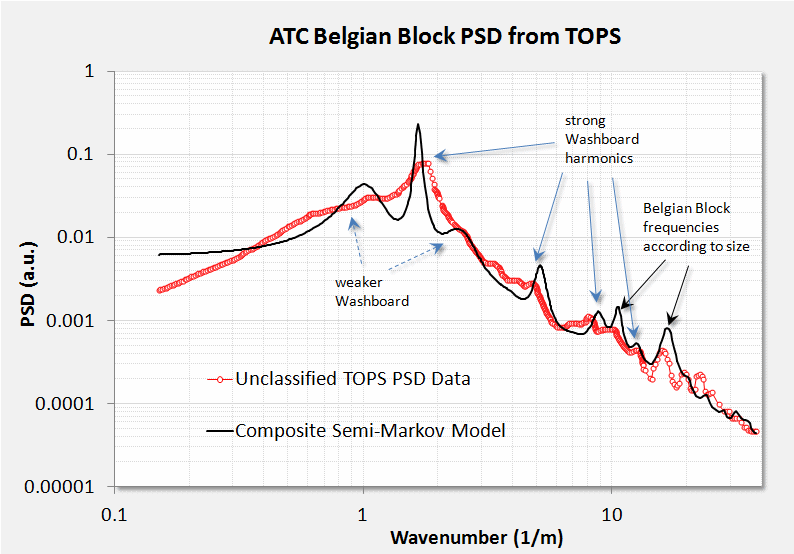 ATC Belgian Block PSD from TOPS
1
0.1
0.01
0.001
0.0001
0.00001
PSD (a.u.)
strong
Washboard
harmonics
Belgian Block
frequencies
according to size
weaker
Washboard
Unclassified TOPS PSD Data
Composite Semi-Markov Model
0.1
1
10
Wavenumber (1/m)